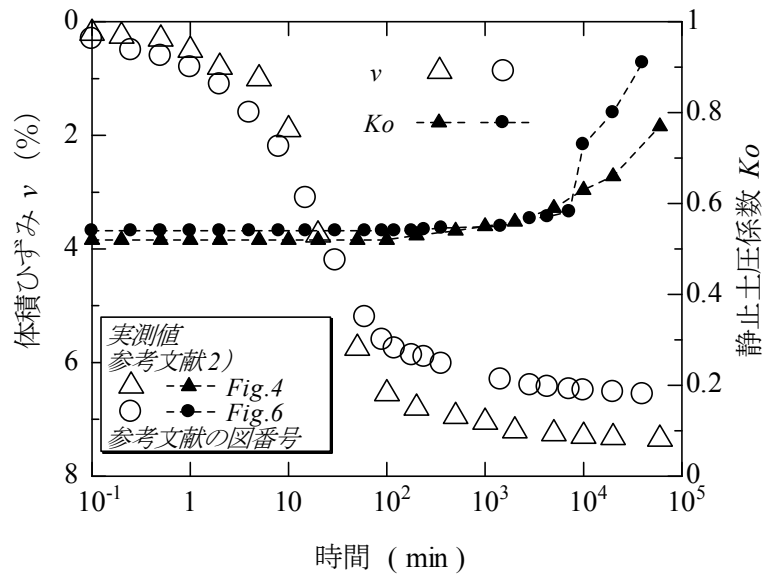 0
2
4
6
8
体積ひずみ v (%)
1
0.8
0.6
0.4
0.2
0
静止土圧係数 Ko
v
Ko
実測値
参考文献2)
Fig.4
Fig.6
参考文献の図番号
10⁻¹ 1 10 10² 10³ 10⁴ 10⁵
時間 ( min )